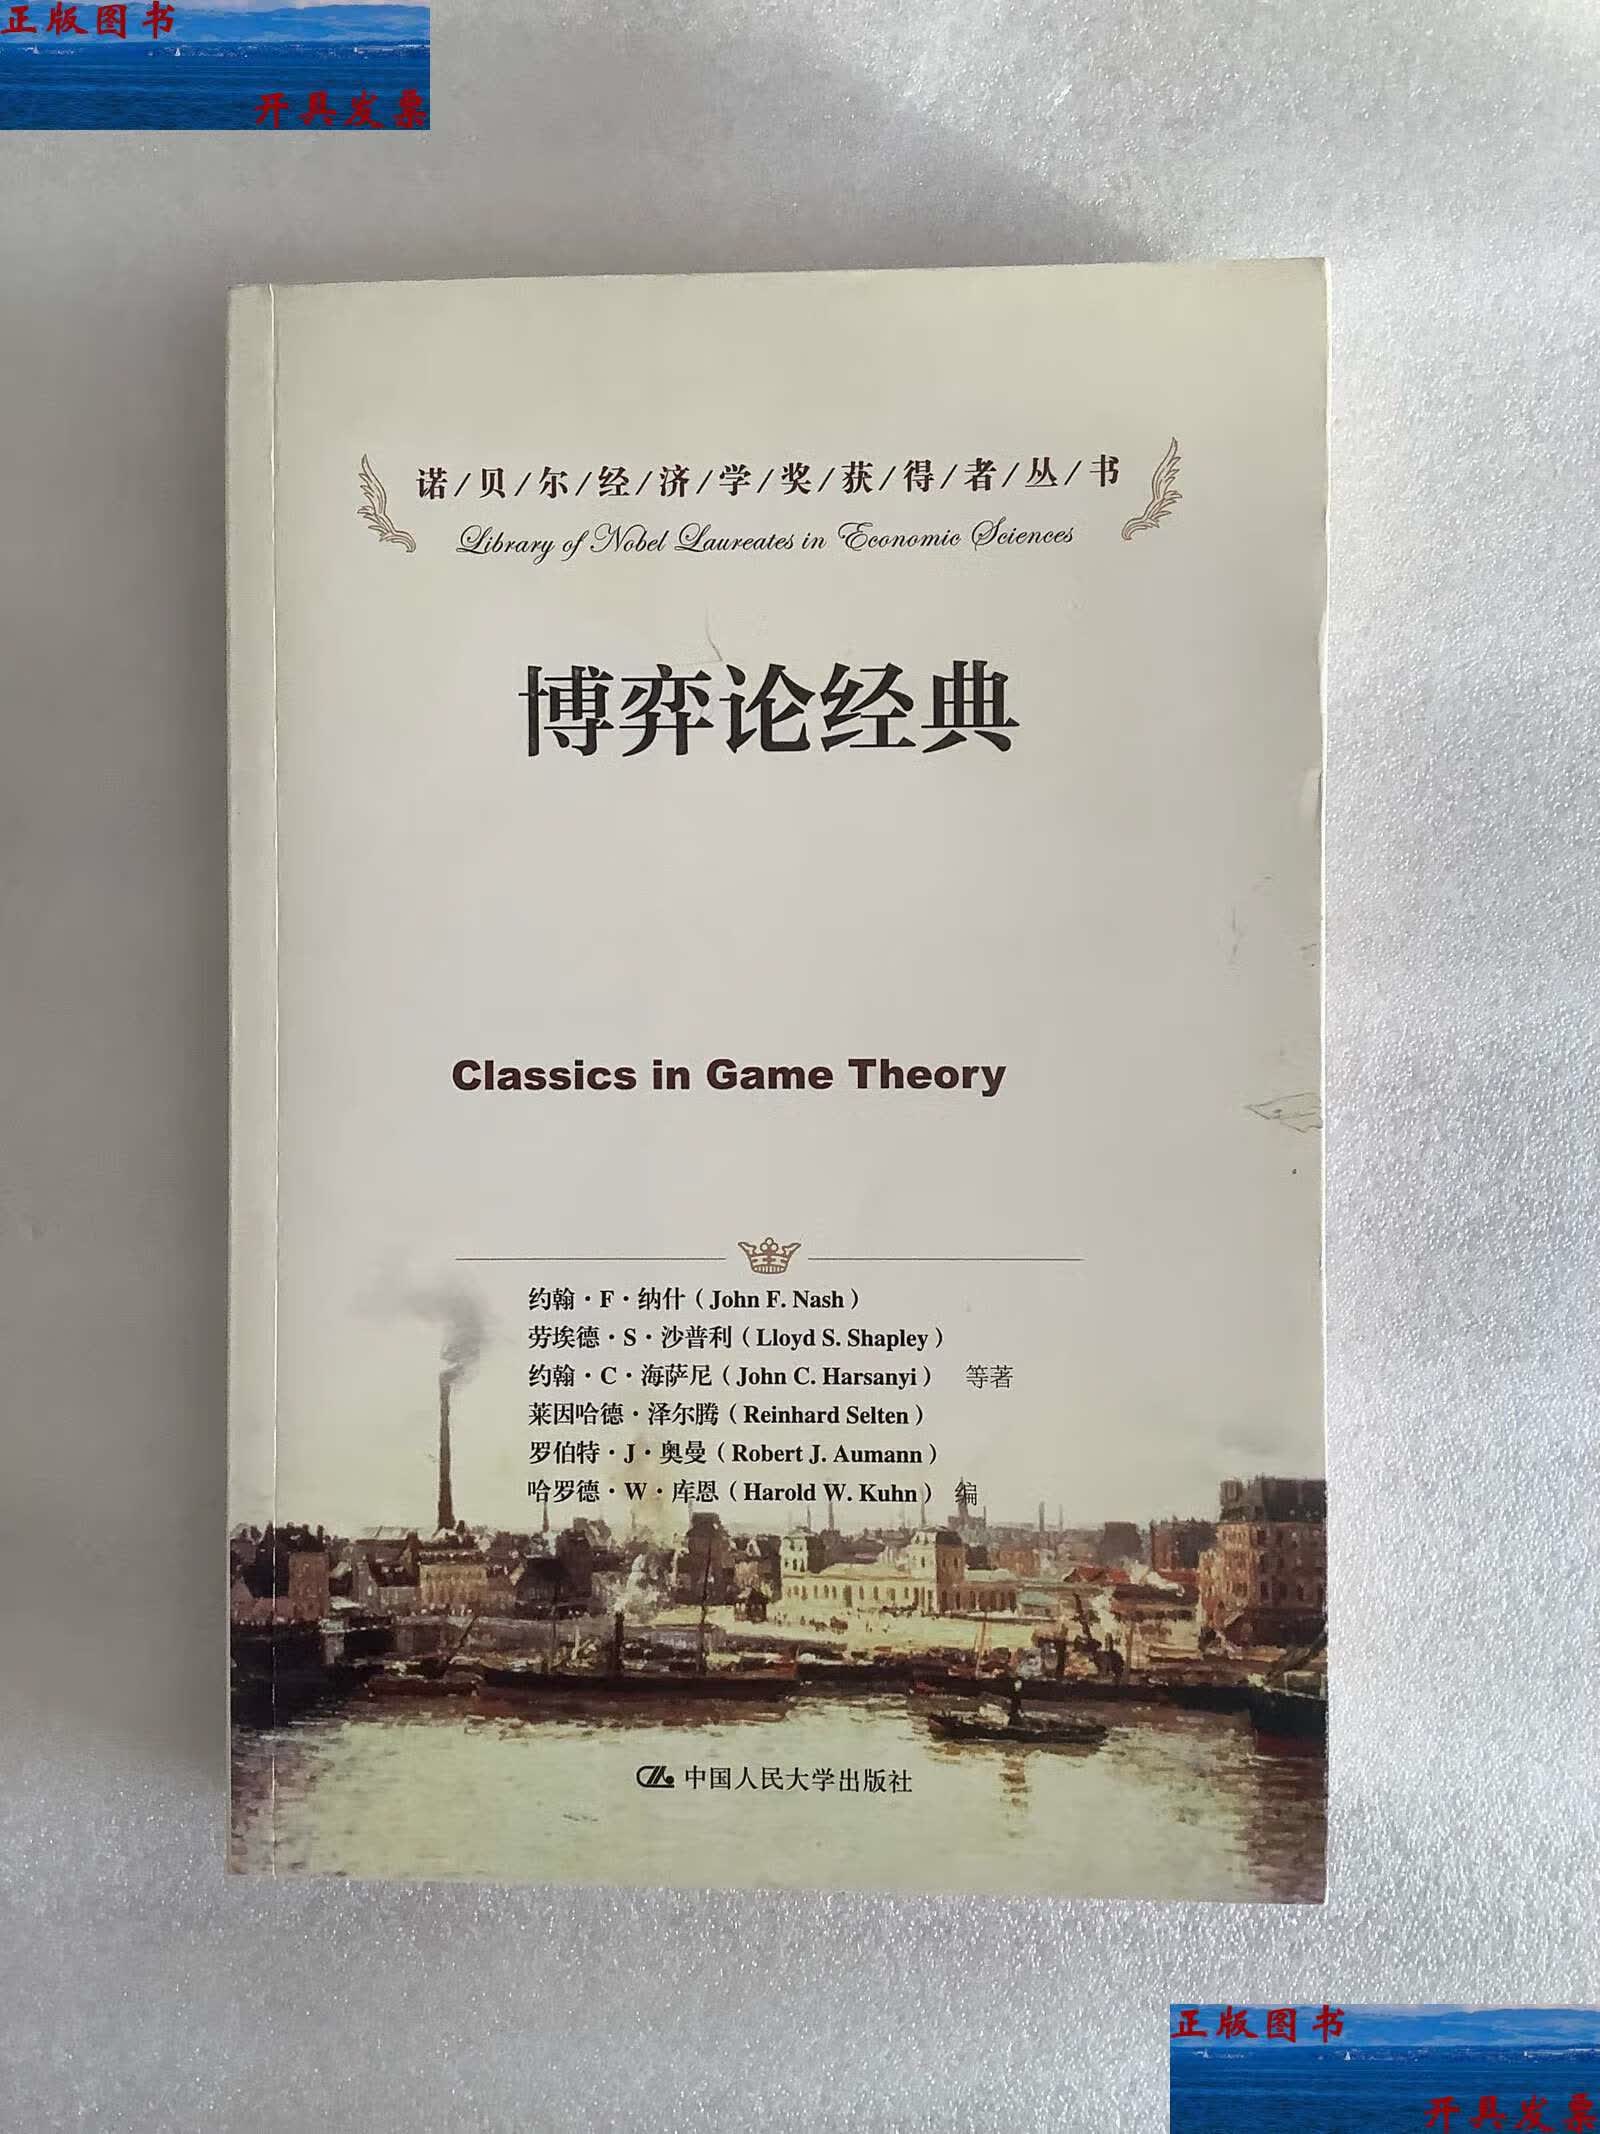 正版图书
开具发票
诺/贝/尔/经/济/学/奖/获/得/者/丛/书
Library of Nobel Laureates in Economic Sciences
博弈论经典
Classics in Game Theory
约翰·F·纳什（John F. Nash）
劳埃德·S·沙普利（Lloyd S. Shapley）
约翰·C·海萨尼（John C. Harsanyi） 等著
莱因哈德·泽尔腾（Reinhard Selten）
罗伯特·J·奥曼（Robert J. Aumann）
哈罗德·W·库恩（Harold W. Kuhn） 编
中国人民大学出版社
正版图书
开具发票